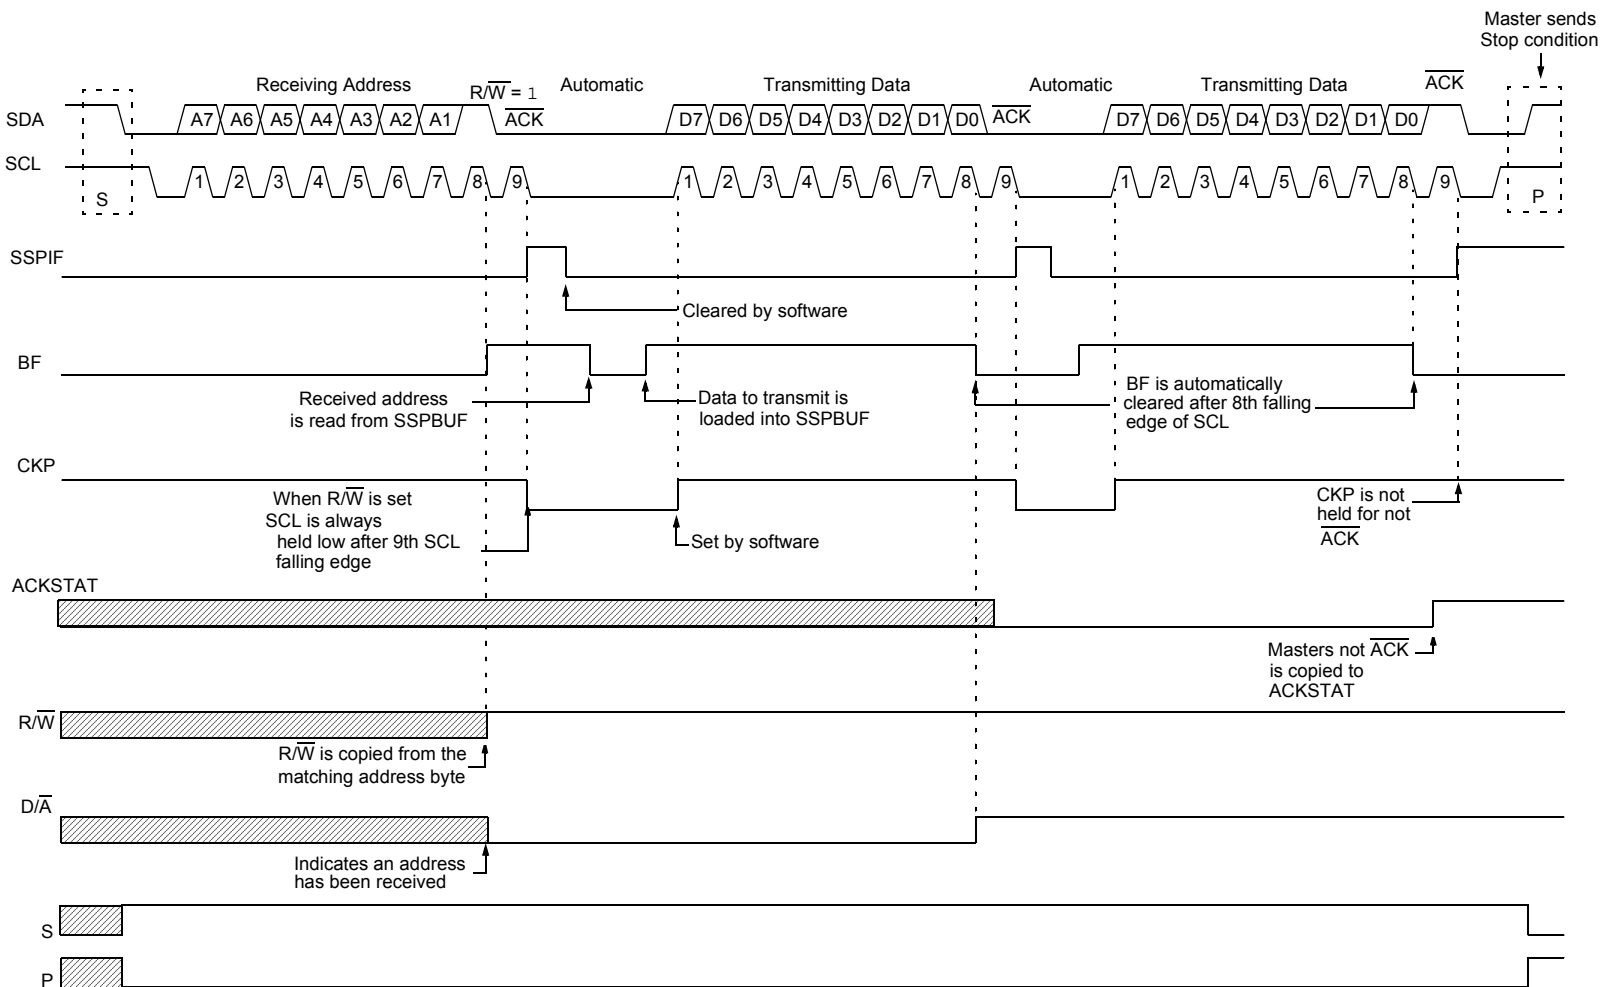 Master sends
Stop condition
Receiving Address
R/W = 1
Automatic
Transmitting Data
Automatic
Transmitting Data
ACK
SDA
A7 A6 A5 A4 A3 A2 A1
ACK
D7 D6 D5 D4 D3 D2 D1 D0
ACK
D7 D6 D5 D4 D3 D2 D1 D0
SCL
S
1 2 3 4 5 6 7 8 9
1 2 3 4 5 6 7 8 9
1 2 3 4 5 6 7 8 9
P
SSPIF
Cleared by software
BF
Received address
is read from SSPBUF
Data to transmit is
loaded into SSPBUF
BF is automatically
cleared after 8th falling
edge of SCL
CKP
When R/W is set
SCL is always
held low after 9th SCL
falling edge
Set by software
CKP is not
held for not
ACK
ACKSTAT
Masters not ACK
is copied to
ACKSTAT
R/W
R/W is copied from the
matching address byte
D/A
Indicates an address
has been received
S
P